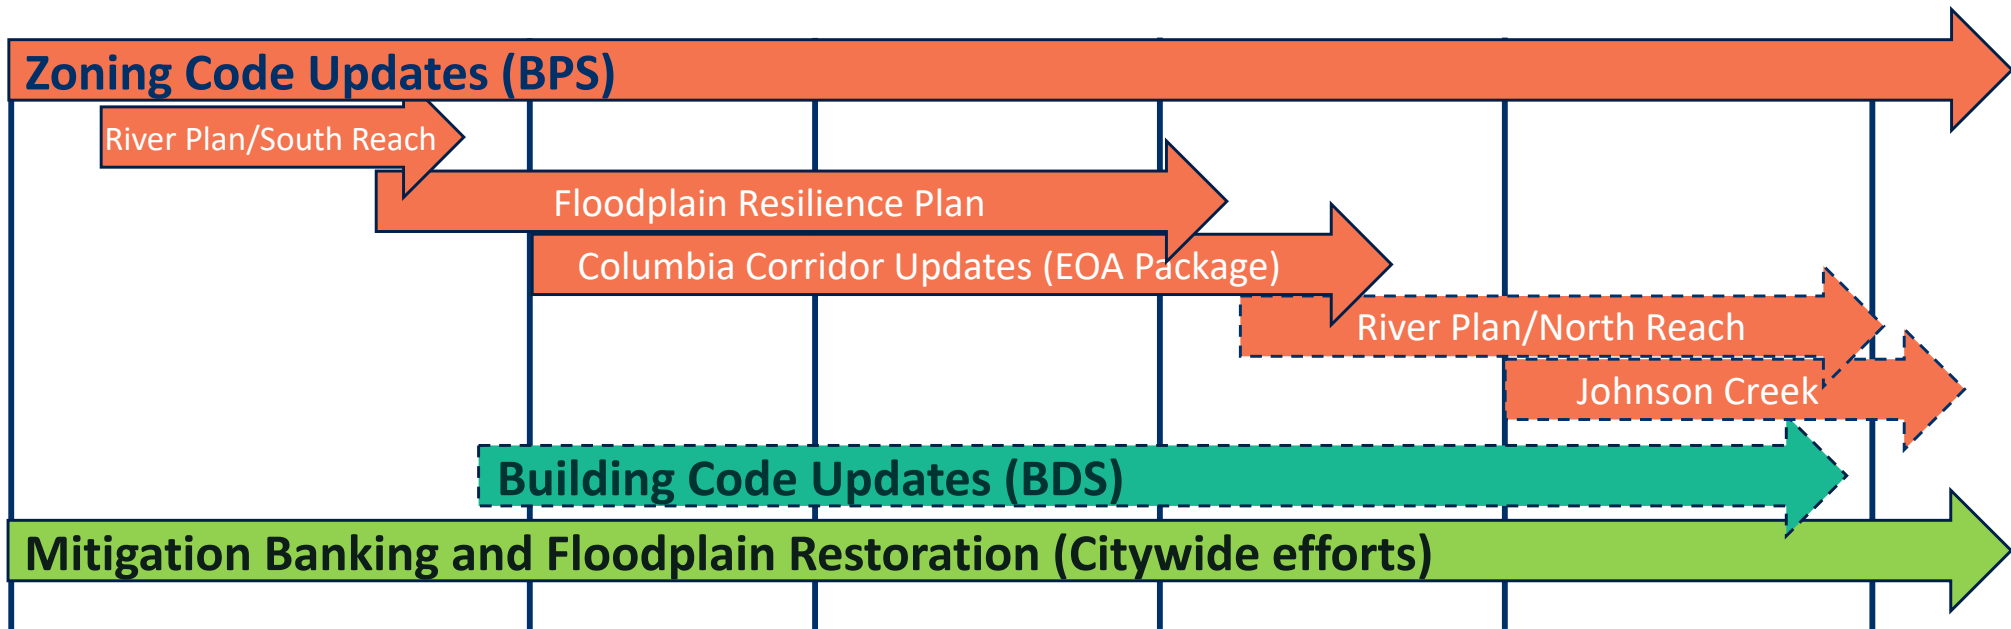 Zoning Code Updates (BPS)
River Plan/South Reach
Floodplain Resilience Plan
Columbia Corridor Updates (EOA Package)
River Plan/North Reach
Johnson Creek
Building Code Updates (BDS)
Mitigation Banking and Floodplain Restoration (Citywide efforts)